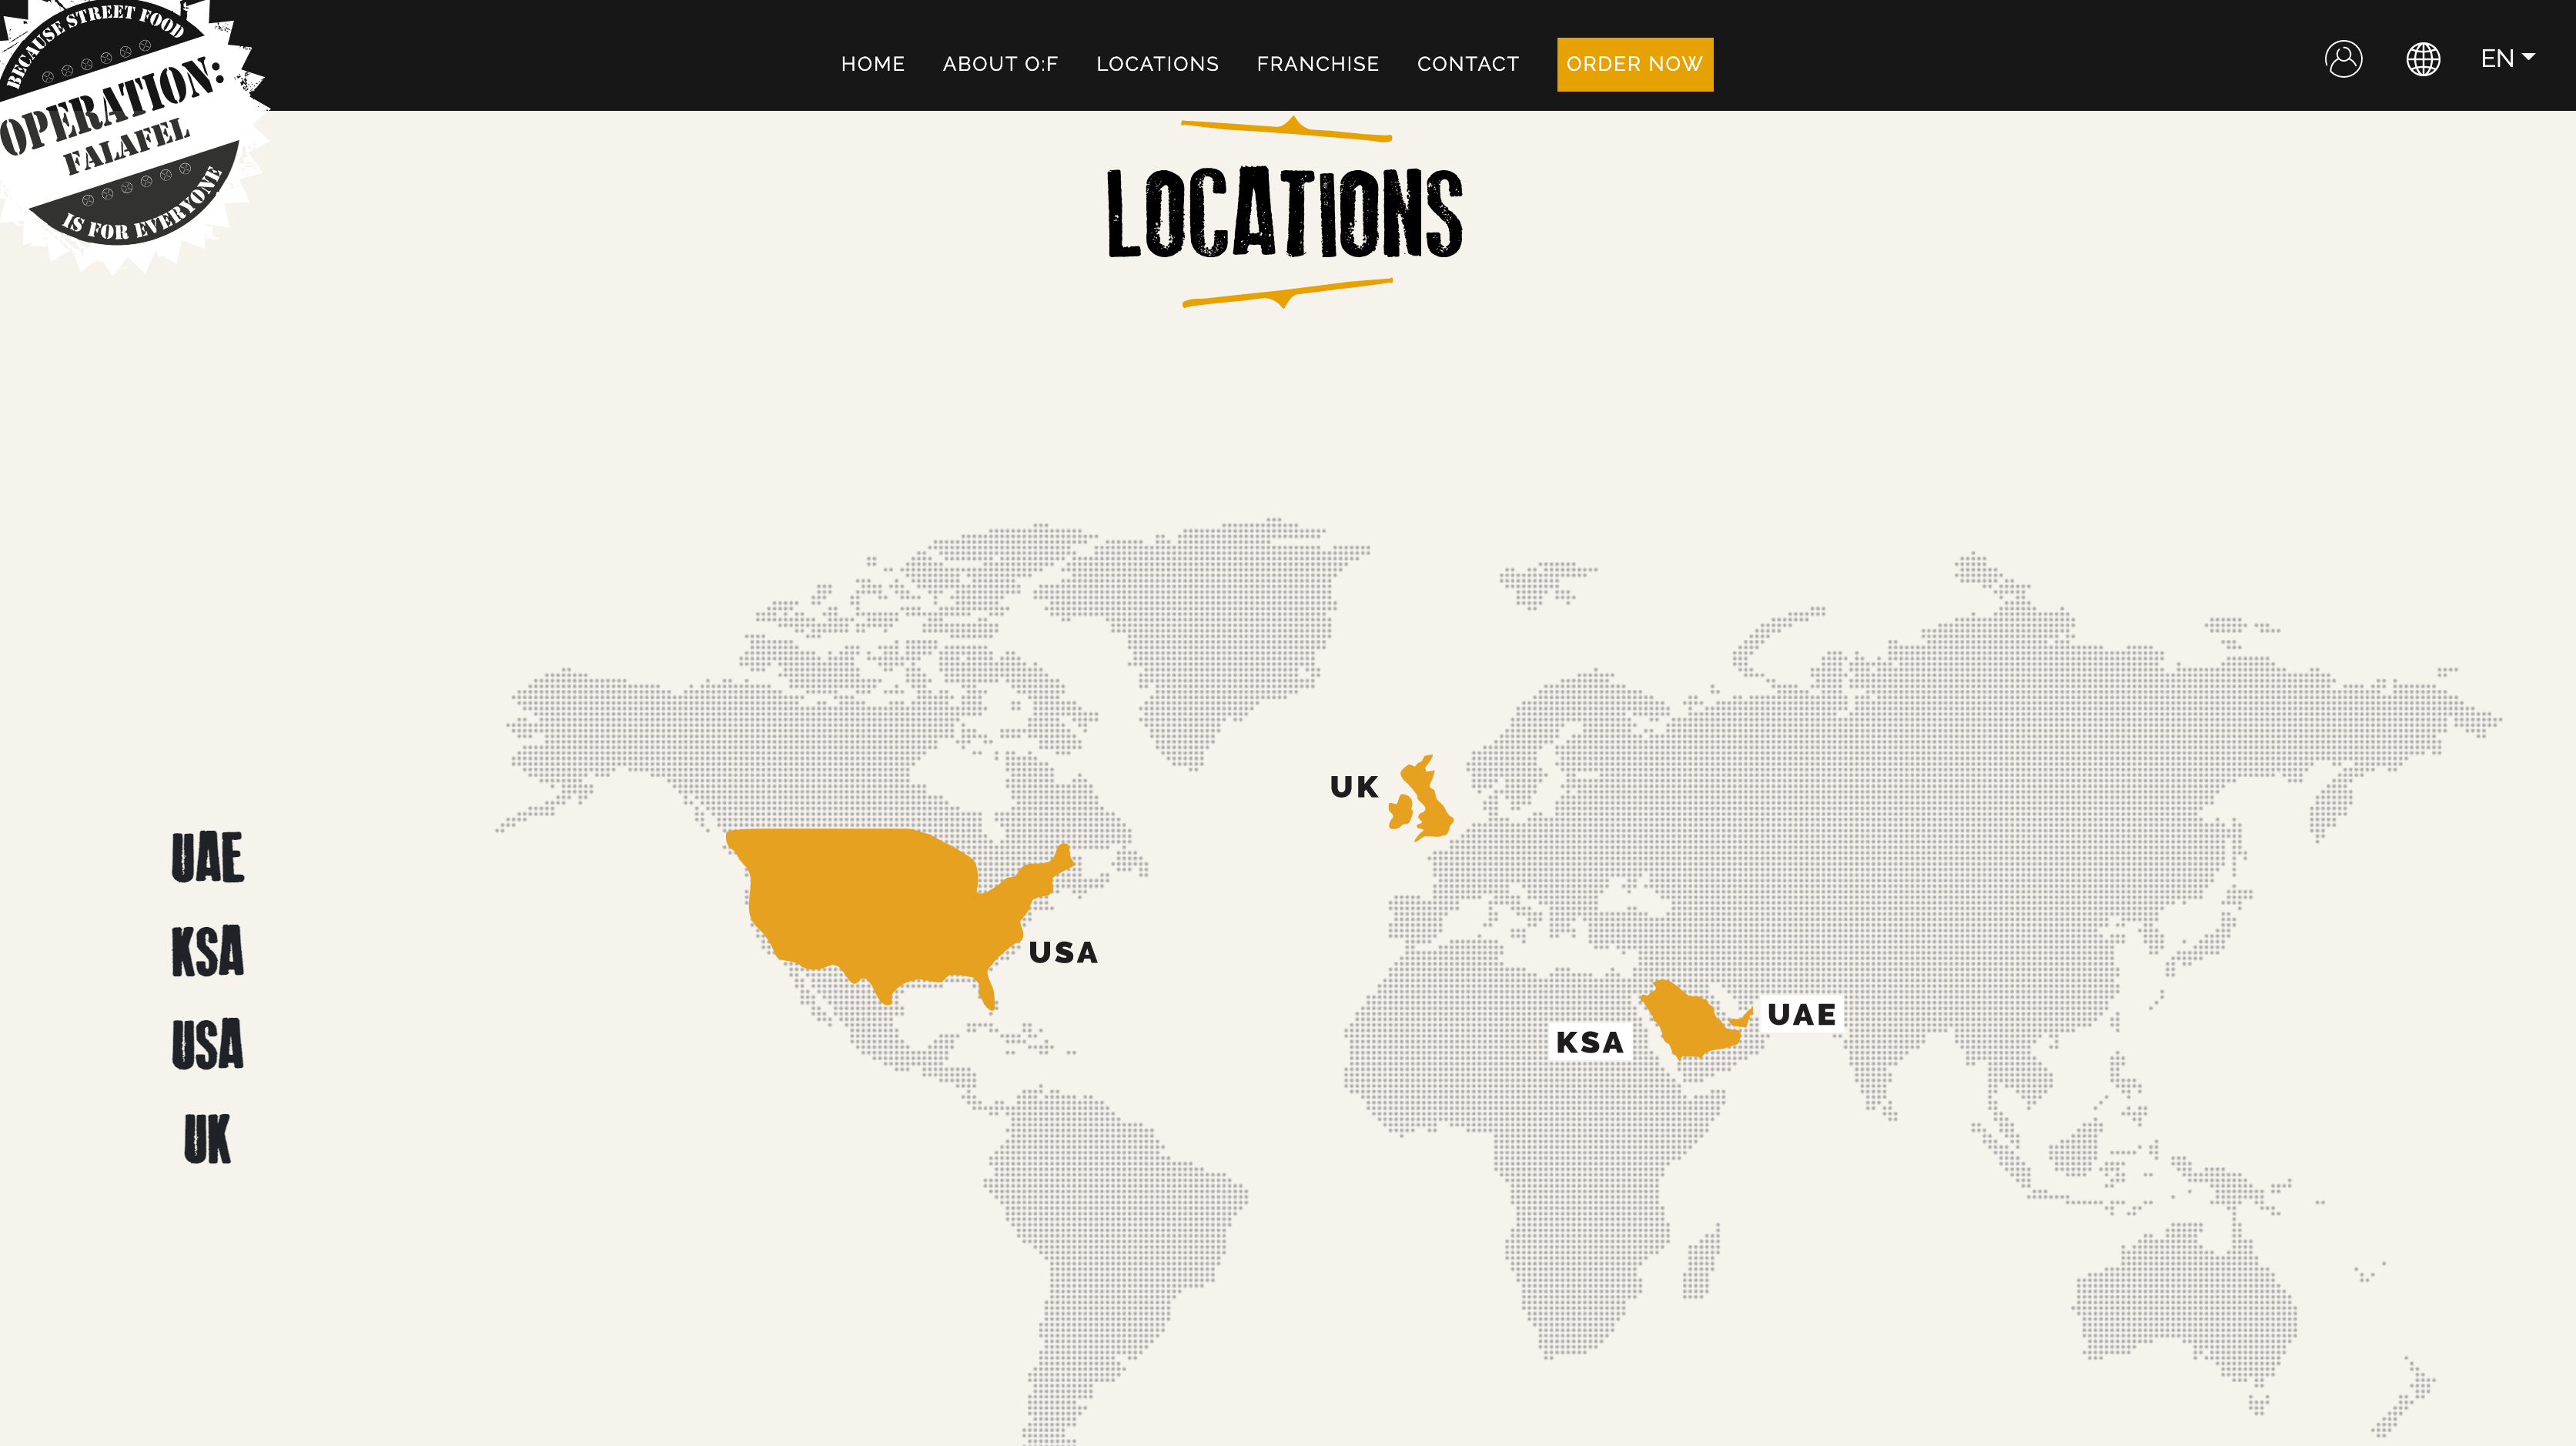 BECAUSE STREET FOOD
OPERATION:
FALAFEL
IS FOR EVERYONE
HOME ABOUT O:F LOCATIONS FRANCHISE CONTACT ORDER NOW
EN
LOCATIONS
UAE
KSA
USA
UK
UK
USA
UAE
KSA